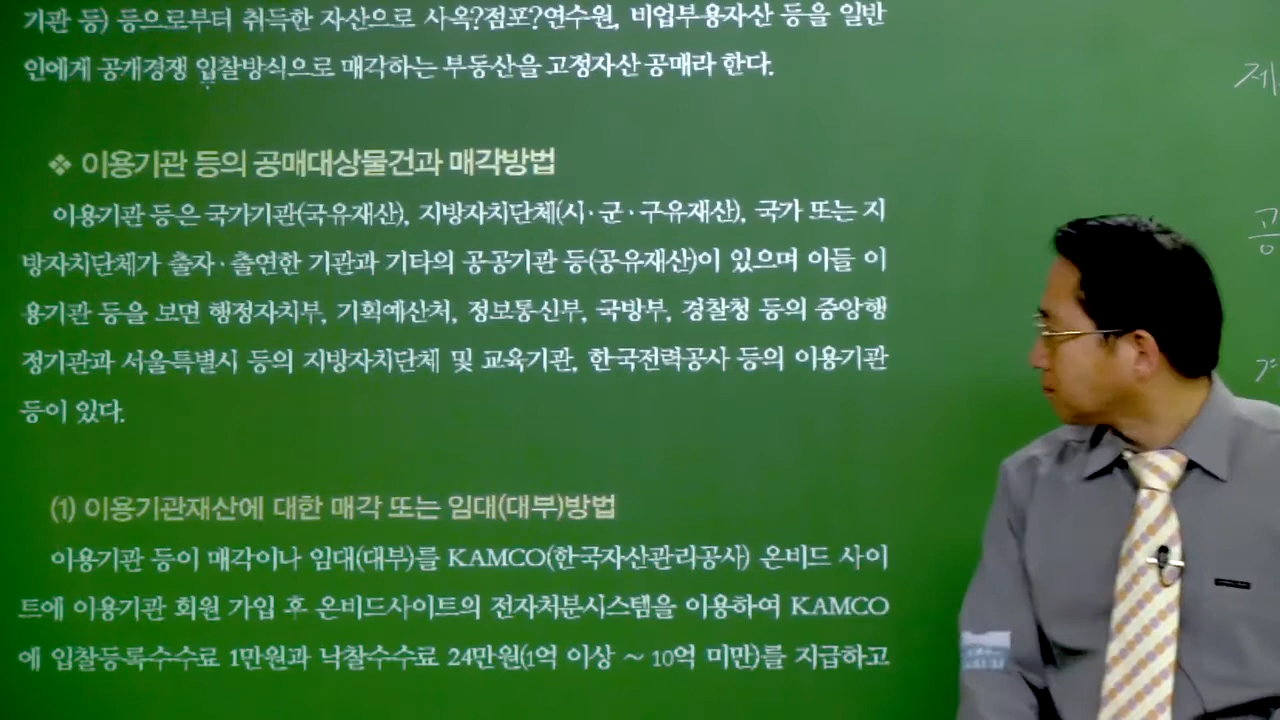 기관 등) 등으로부터 취득한 자산으로 사옥?점포?연수원, 비업부용자산 등을 일반
인에게 공개경쟁 입찰방식으로 매각하는 부동산을 고정자산 공매라 한다.
❖ 이용기관 등의 공매대상물건과 매각방법
이용기관 등은 국가기관(국유재산), 지방자치단체(시·군·구유재산), 국가 또는 지
방자치단체가 출자·출연한 기관과 기타의 공공기관 등(공유재산)이 있으며 이들 이
용기관 등을 보면 행정자치부, 기획예산처, 정보통신부, 국방부, 경찰청 등의 중앙행
정기관과 서울특별시 등의 지방자치단체 및 교육기관, 한국전력공사 등의 이용기관
등이 있다.
(1) 이용기관재산에 대한 매각 또는 임대(대부)방법
이용기관 등이 매각이나 임대(대부)를 KAMCO(한국자산관리공사) 온비드 사이
트에 이용기관 회원 가입 후 온비드사이트의 전자처분시스템을 이용하여 KAMCO
에 입찰등록수수료 1만원과 낙찰수수료 24만원(1억 이상 ~ 10억 미만)를 지급하고
제
공